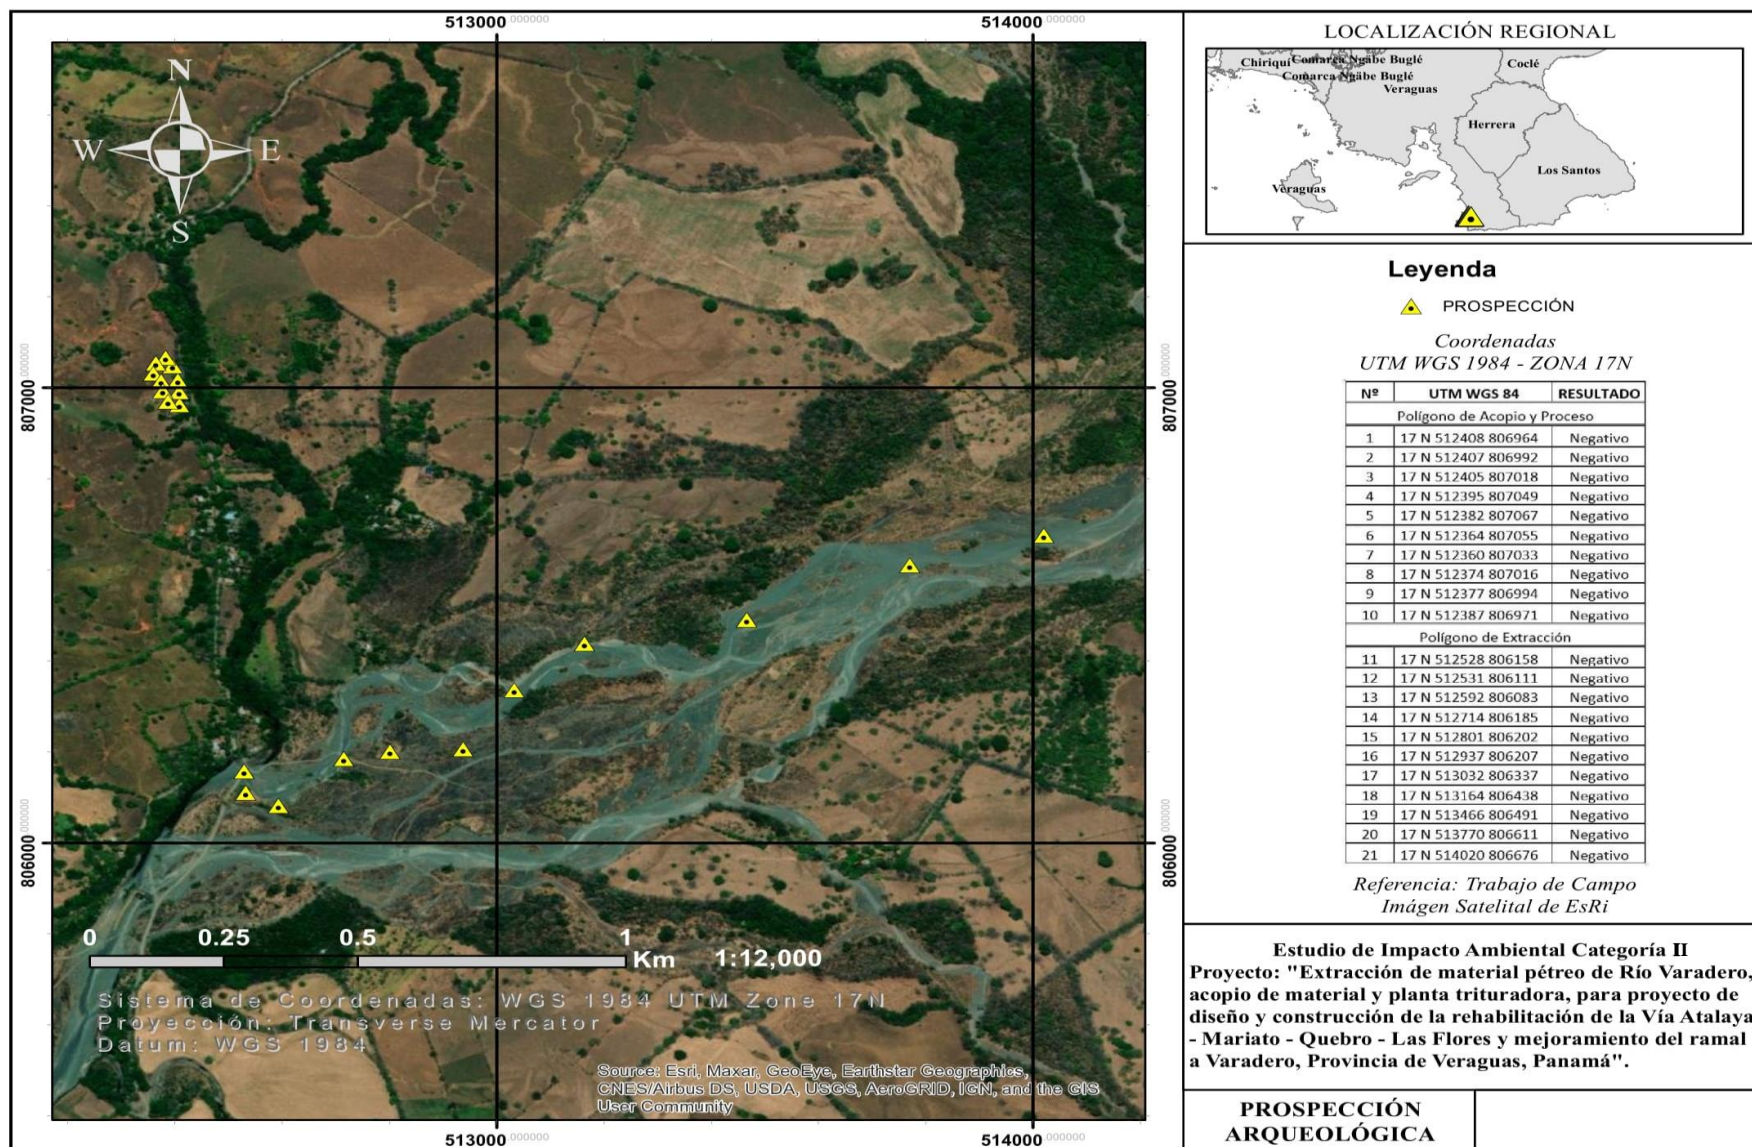 513000.000000
514000.000000
N
W
E
S
807000.000000
807000.000000
806000.000000
806000.000000
0
0.25
0.5
1
Km
1:12,000
Sistema de Coordenadas: WGS 1984 UTM Zone 17N
Proyección: Transverse Mercator
Datum: WGS 1984
Source: Esri, Maxar, GeoEye, Earthstar Geographics,
CNES/Airbus DS, USDA, USGS, AeroGRID, IGN, and the GIS
User Community
513000.000000
514000.000000
LOCALIZACIÓN REGIONAL
Chiriquí
Comarca Ngäbe Buglé
Comarca Ngäbe Buglé
Veraguas
Coclé
Herrera
Los Santos
Veraguas
Leyenda
PROSPECCIÓN
Coordenadas
UTM WGS 1984 - ZONA 17N
Nº UTM WGS 84 RESULTADO
Polígono de Acopio y Proceso
1 17 N 512408 806964 Negativo
2 17 N 512407 806992 Negativo
3 17 N 512405 807018 Negativo
4 17 N 512395 807049 Negativo
5 17 N 512382 807067 Negativo
6 17 N 512364 807055 Negativo
7 17 N 512360 807033 Negativo
8 17 N 512374 807016 Negativo
9 17 N 512377 806994 Negativo
10 17 N 512387 806971 Negativo
Polígono de Extracción
11 17 N 512528 806158 Negativo
12 17 N 512531 806111 Negativo
13 17 N 512592 806083 Negativo
14 17 N 512714 806185 Negativo
15 17 N 512801 806202 Negativo
16 17 N 512937 806207 Negativo
17 17 N 513032 806337 Negativo
18 17 N 513164 806438 Negativo
19 17 N 513466 806491 Negativo
20 17 N 513770 806611 Negativo
21 17 N 514020 806676 Negativo
Referencia: Trabajo de Campo
Imágen Satelital de EsRi
Estudio de Impacto Ambiental Categoría II
Proyecto: "Extracción de material pétreo de Río Varadero,
acopio de material y planta trituradora, para proyecto de
diseño y construcción de la rehabilitación de la Vía Atalaya
- Mariato - Quebro - Las Flores y mejoramiento del ramal
a Varadero, Provincia de Veraguas, Panamá".
PROSPECCIÓN
ARQUEOLÓGICA